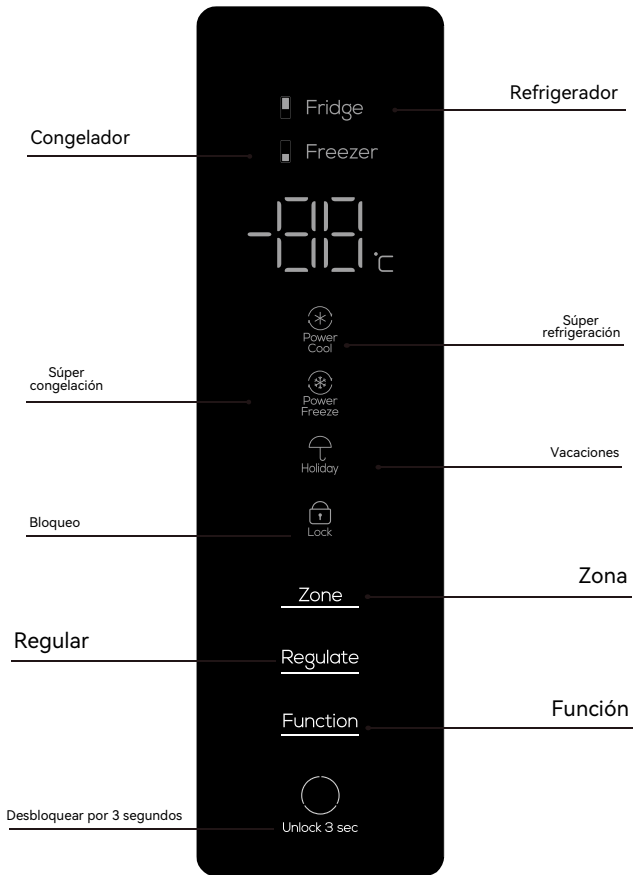 Refrigerador
Fridge
Congelador
Freezer
-88°C
Súper
refrigeración
Power
Cool
Súper
congelación
Power
Freeze
Vacaciones
Holiday
Bloqueo
Lock
Zona
Zone
Regular
Regulate
Función
Function
Desbloquear por 3 segundos
Unlock 3 sec